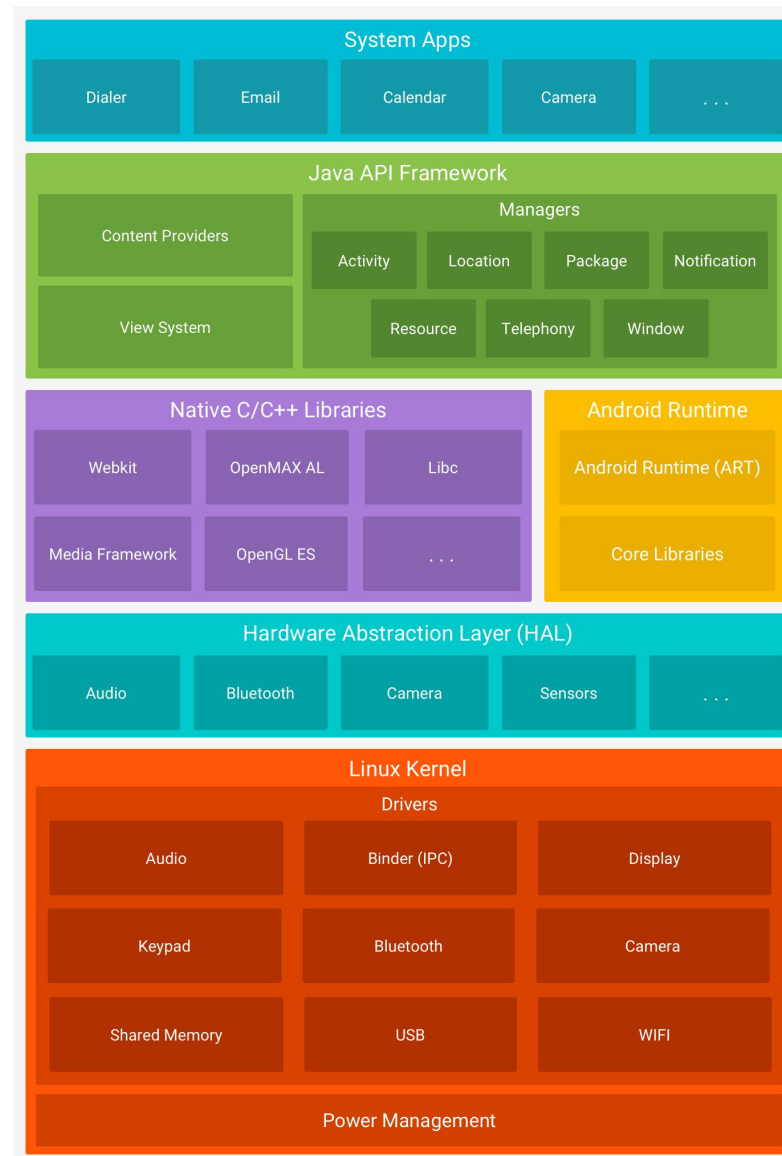 System Apps
Dialer
Email
Calendar
Camera
. . .
Java API Framework
Content Providers
View System
Managers
Activity
Location
Package
Notification
Resource
Telephony
Window
Native C/C++ Libraries
Webkit
OpenMAX AL
Libc
Media Framework
OpenGL ES
. . .
Android Runtime
Android Runtime (ART)
Core Libraries
Hardware Abstraction Layer (HAL)
Audio
Bluetooth
Camera
Sensors
. . .
Linux Kernel
Drivers
Audio
Binder (IPC)
Display
Keypad
Bluetooth
Camera
Shared Memory
USB
WIFI
Power Management